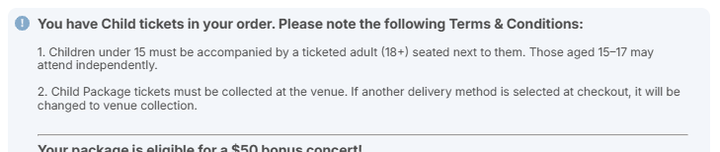 You have Child tickets in your order. Please note the following Terms & Conditions:
1. Children under 15 must be accompanied by a ticketed adult (18+) seated next to them. Those aged 15–17 may
attend independently.
2. Child Package tickets must be collected at the venue. If another delivery method is selected at checkout, it will be
changed to venue collection.
Your package is eligible for a $50 bonus concert!